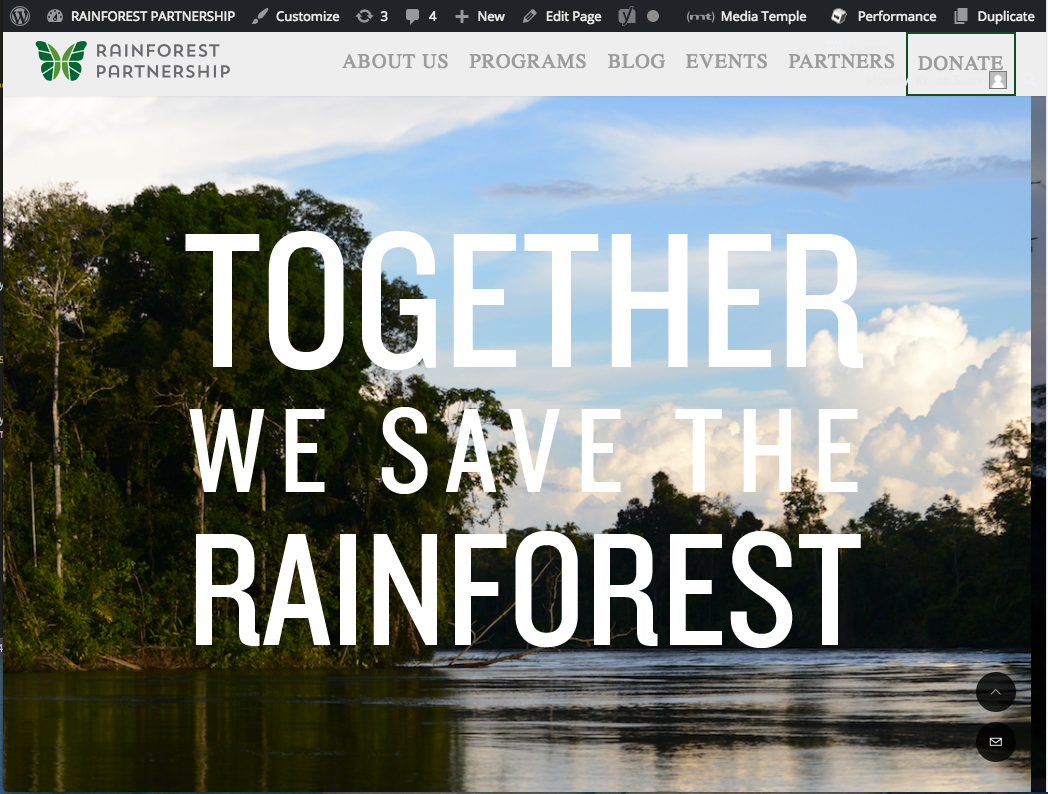 RAINFOREST PARTNERSHIP Customize 3 4 New Edit Page (mt) Media Temple Performance Duplicate
RAINFOREST
PARTNERSHIP
ABOUT US PROGRAMS BLOG EVENTS PARTNERS DONATE
TOGETHER
WE SAVE THE
RAINFOREST